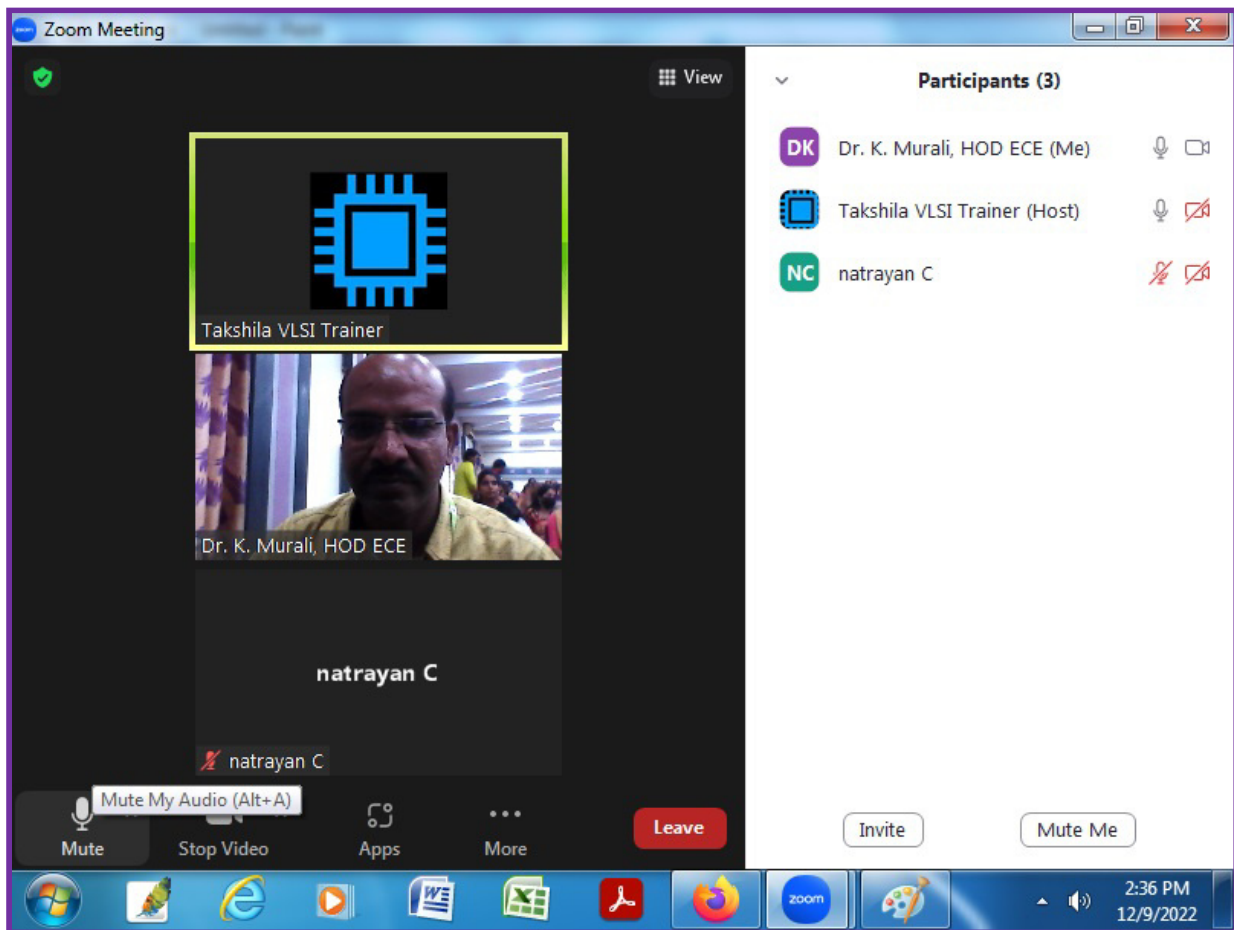 Zoom Meeting
View
Takshila VLSI Trainer
Dr. K. Murali, HOD ECE
natrayan C
natrayan C
Mute My Audio (Alt+A)
Mute
Stop Video
Apps
More
Leave
Participants (3)
DK Dr. K. Murali, HOD ECE (Me)
Takshila VLSI Trainer (Host)
NC natrayan C
Invite
Mute Me
zoom
2:36 PM
12/9/2022